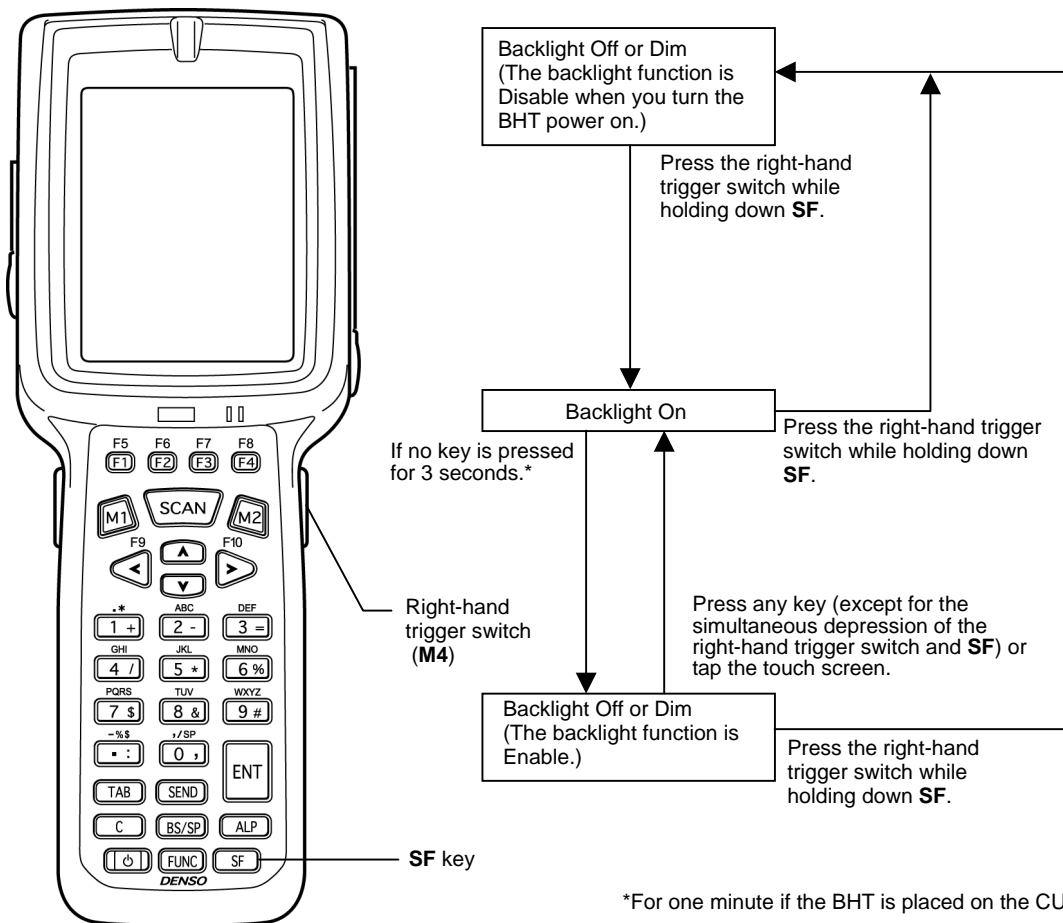 Backlight Off or Dim
(The backlight function is
Disable when you turn the
BHT power on.)
Press the right-hand
trigger switch while
holding down SF.
Backlight On
If no key is pressed
for 3 seconds.*
Press the right-hand trigger
switch while holding down
SF.
Press any key (except for the
simultaneous depression of the
right-hand trigger switch and SF) or
tap the touch screen.
Backlight Off or Dim
(The backlight function is
Enable.)
Press the right-hand
trigger switch while
holding down SF.
*For one minute if the BHT is placed on the CU
Right-hand
trigger switch
(M4)
SF key
F5 F6 F7 F8
F1 F2 F3 F4
M1 SCAN M2
F9 F10
< ∧ >
∨
.* ABC DEF
1 + 2 - 3 =
GHI JKL MNO
4 / 5 * 6 %
PQRS TUV WXYZ
7 $ 8 & 9 #
-%$ ,/SP
. : 0 , ENT
TAB SEND
C BS/SP ALP
FUNC SF
DENSO